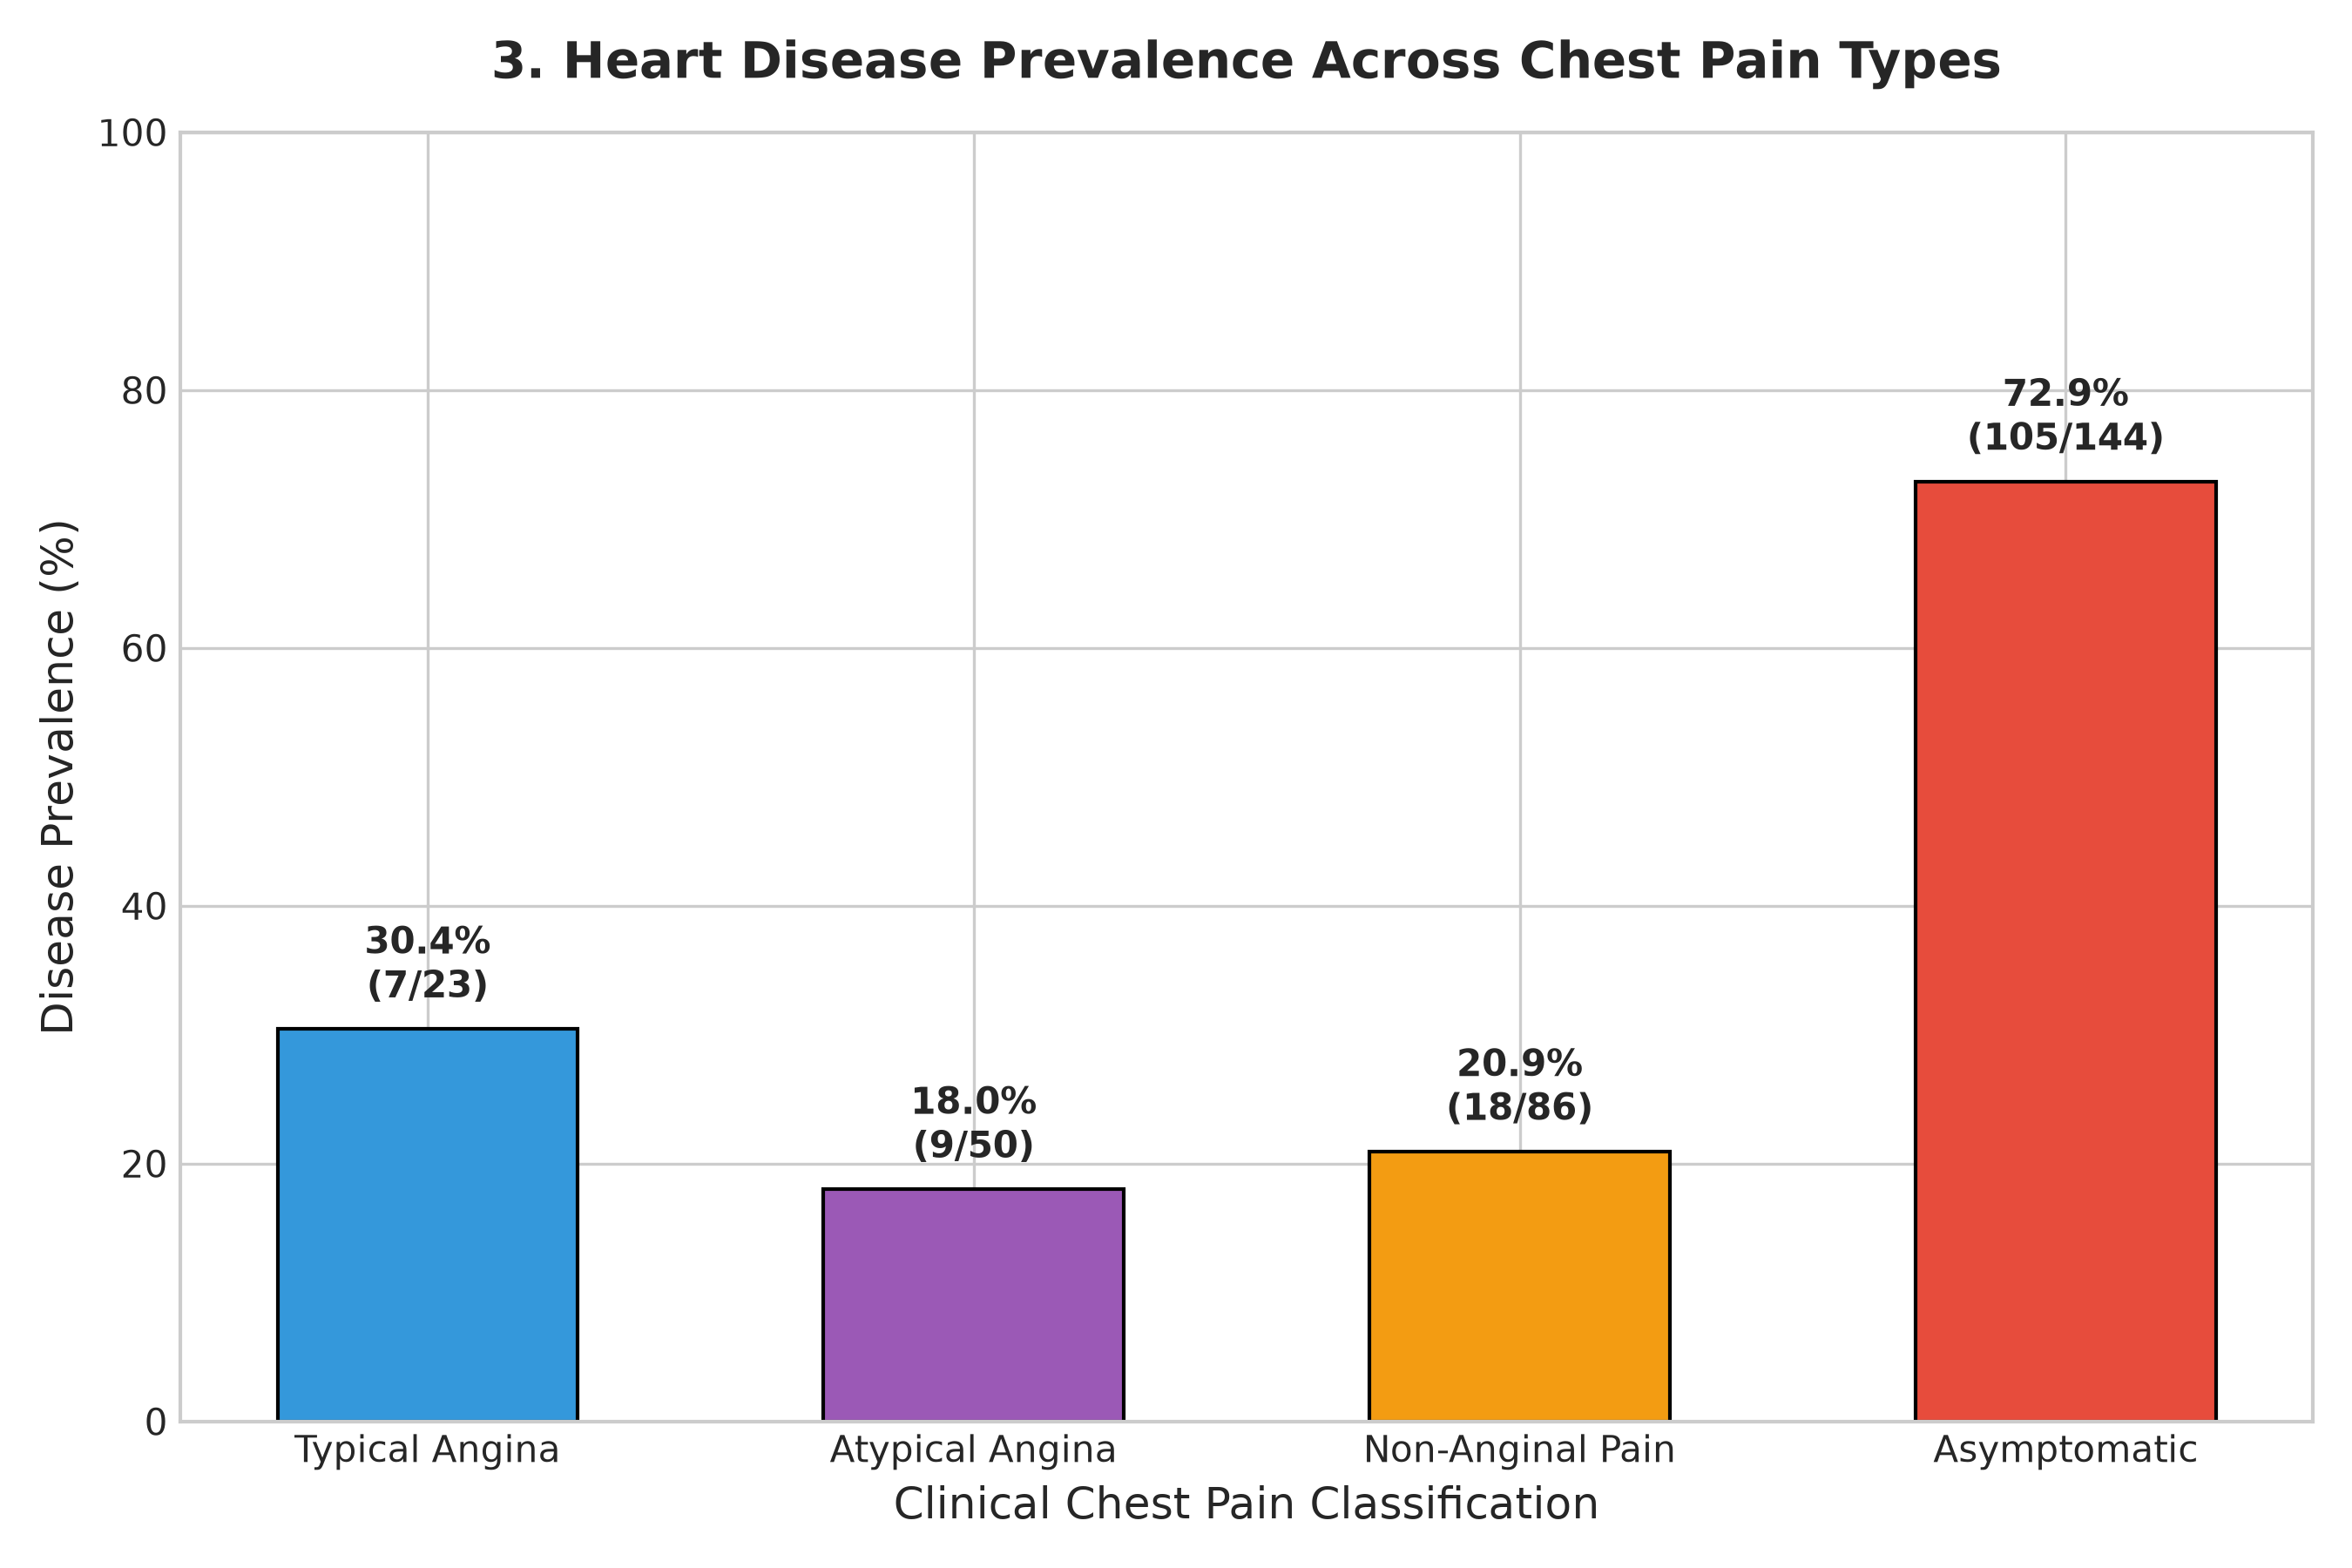 3. Heart Disease Prevalence Across Chest Pain Types
Disease Prevalence (%)
100
80
60
40
20
0
30.4%
(7/23)
18.0%
(9/50)
20.9%
(18/86)
72.9%
(105/144)
Typical Angina
Atypical Angina
Non-Anginal Pain
Asymptomatic
Clinical Chest Pain Classification